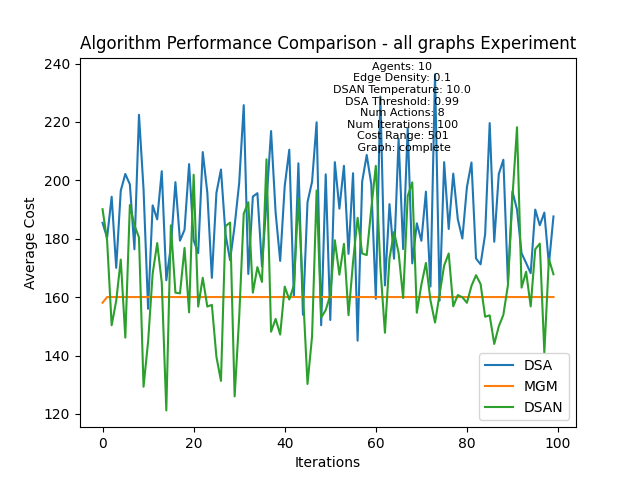 Algorithm Performance Comparison - all graphs Experiment
Agents: 10
Edge Density: 0.1
DSAN Temperature: 10.0
DSA Threshold: 0.99
Num Actions: 8
Num Iterations: 100
Cost Range: 501
Graph: complete
240
220
200
180
160
140
120
Average Cost
0
20
40
60
80
100
Iterations
DSA
MGM
DSAN